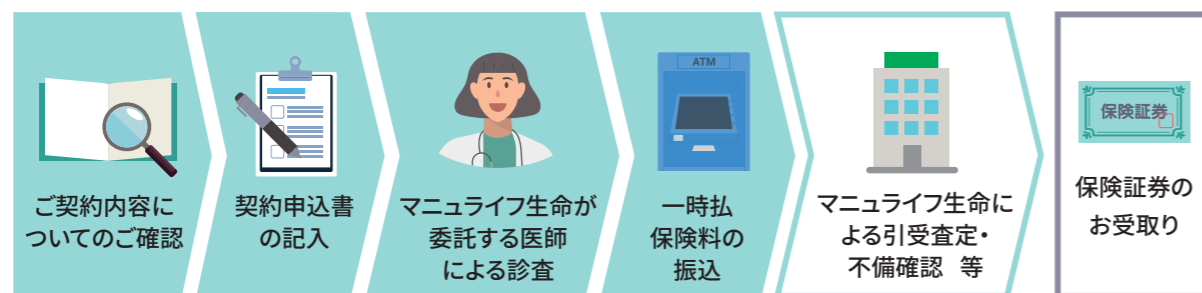 ご契約内容に
ついてのご確認
契約申込書
の記入
マニュライフ生命が
委託する医師
による診査
ATM
一時払
保険料の
振込
マニュライフ生命に
よる引受査定・
不備確認 等
保険証券
保険証券の
お受取り